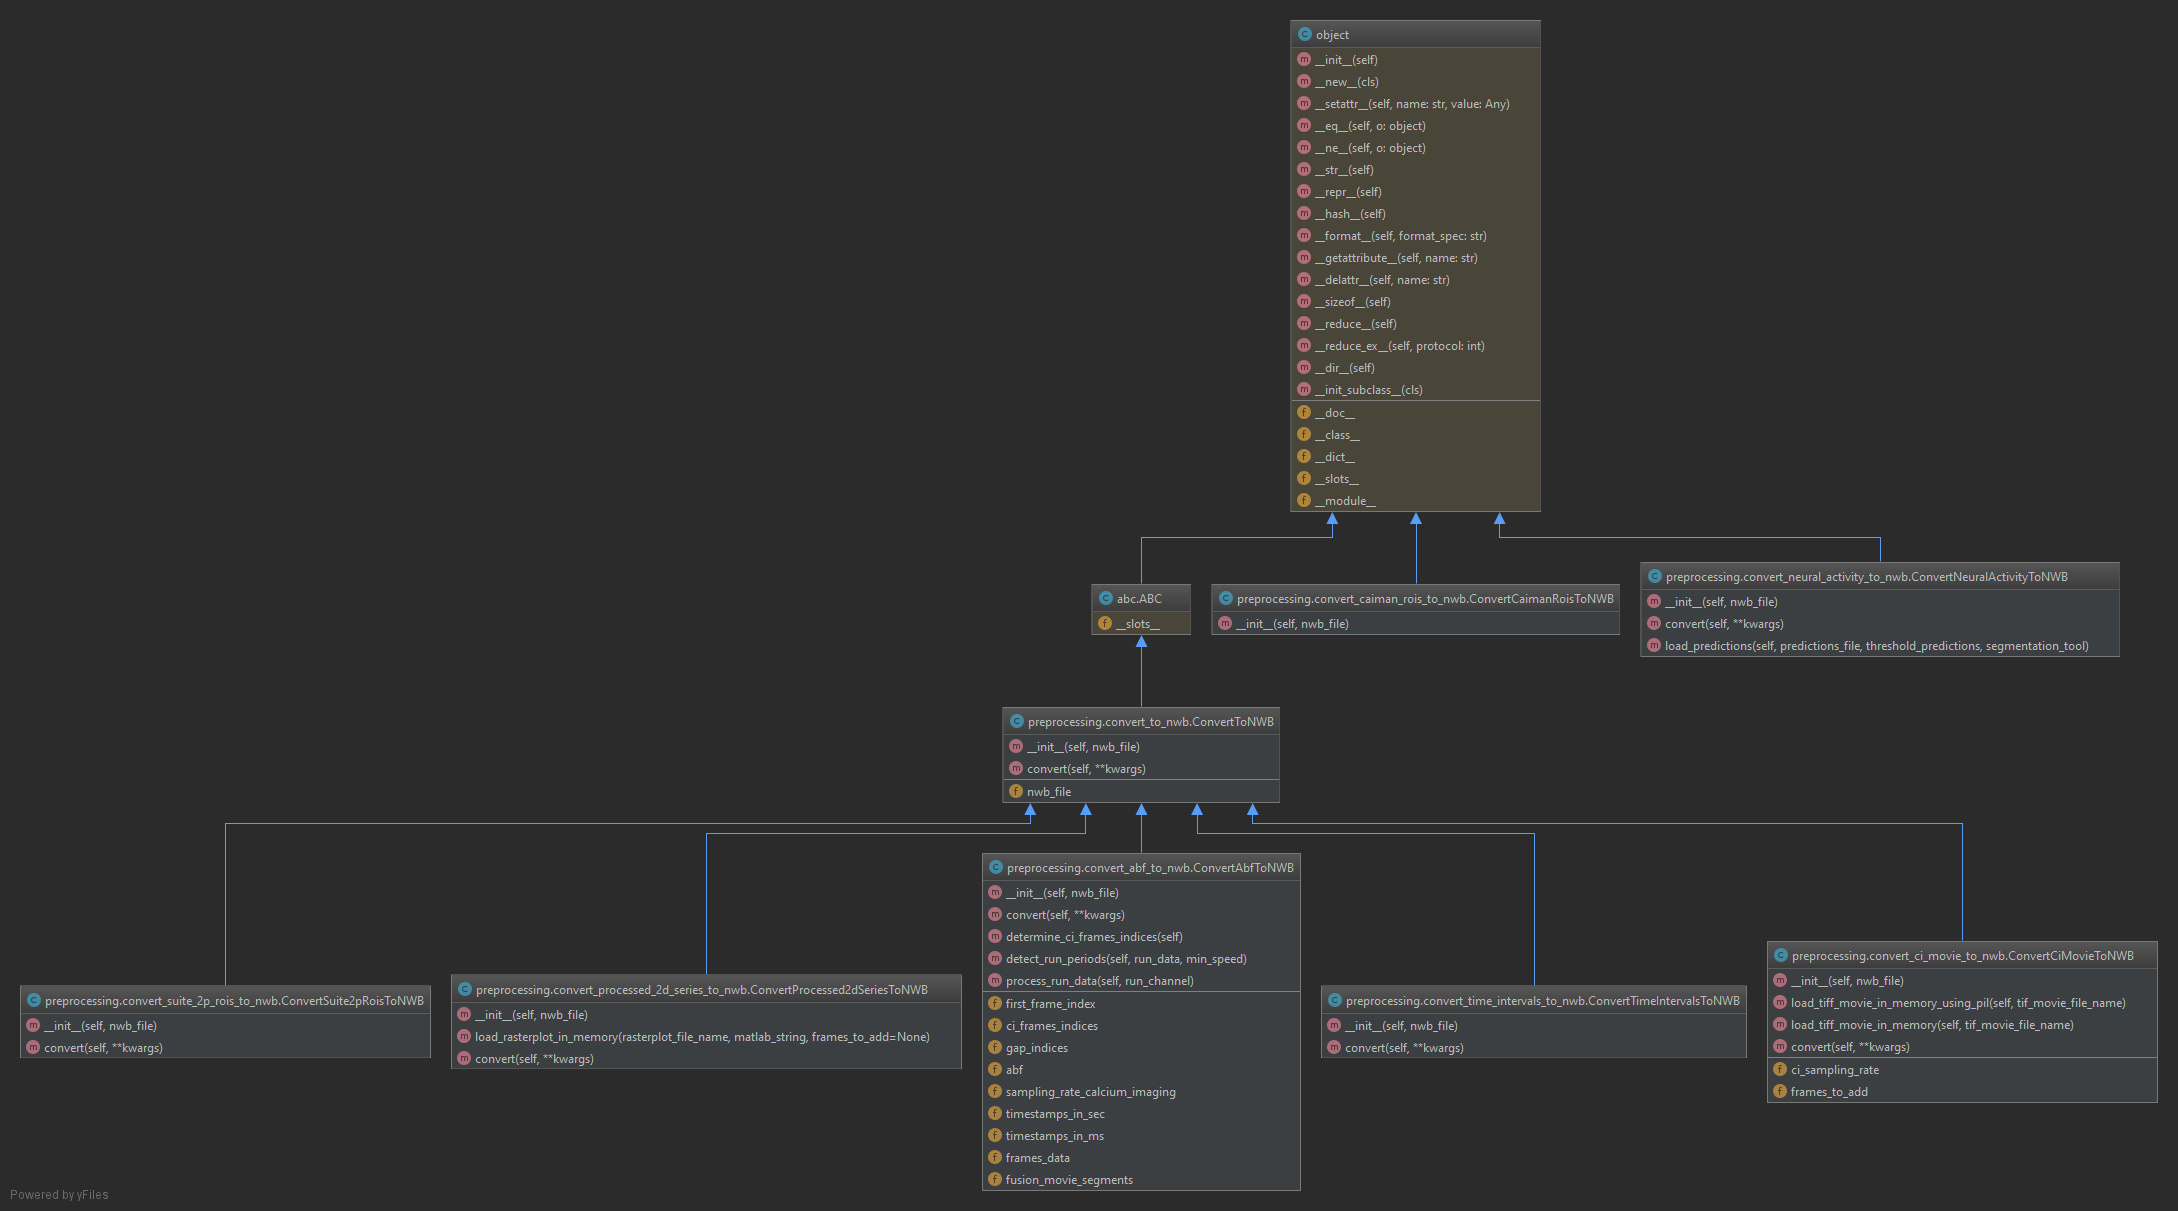 object
__init__(self)
__new__(cls)
__setattr__(self, name: str, value: Any)
__eq__(self, o: object)
__ne__(self, o: object)
__str__(self)
__repr__(self)
__hash__(self)
__format__(self, format_spec: str)
__getattribute__(self, name: str)
__delattr__(self, name: str)
__sizeof__(self)
__reduce__(self)
__reduce_ex__(self, protocol: int)
__dir__(self)
__init_subclass__(cls)
__doc__
__class__
__dict__
__slots__
__module__
abc.ABC
__slots__
preprocessing.convert_caiman_rois_to_nwb.ConvertCaimanRoisToNWB
__init__(self, nwb_file)
preprocessing.convert_neural_activity_to_nwb.ConvertNeuralActivityToNWB
__init__(self, nwb_file)
convert(self, **kwargs)
load_predictions(self, predictions_file, threshold_predictions, segmentation_tool)
preprocessing.convert_to_nwb.ConvertToNWB
__init__(self, nwb_file)
convert(self, **kwargs)
nwb_file
preprocessing.convert_suite_2p_rois_to_nwb.ConvertSuite2pRoisToNWB
__init__(self, nwb_file)
convert(self, **kwargs)
preprocessing.convert_processed_2d_series_to_nwb.ConvertProcessed2dSeriesToNWB
__init__(self, nwb_file)
load_rasterplot_in_memory(rasterplot_file_name, matlab_string, frames_to_add=None)
convert(self, **kwargs)
preprocessing.convert_abf_to_nwb.ConvertAbfToNWB
__init__(self, nwb_file)
convert(self, **kwargs)
determine_ci_frames_indices(self)
detect_run_periods(self, run_data, min_speed)
process_run_data(self, run_channel)
first_frame_index
ci_frames_indices
gap_indices
abf
sampling_rate_calcium_imaging
timestamps_in_sec
timestamps_in_ms
frames_data
fusion_movie_segments
preprocessing.convert_time_intervals_to_nwb.ConvertTimeIntervalsToNWB
__init__(self, nwb_file)
convert(self, **kwargs)
preprocessing.convert_ci_movie_to_nwb.ConvertCiMovieToNWB
__init__(self, nwb_file)
load_tiff_movie_in_memory_using_pil(self, tif_movie_file_name)
load_tiff_movie_in_memory(self, tif_movie_file_name)
convert(self, **kwargs)
ci_sampling_rate
frames_to_add
Powered by yFiles